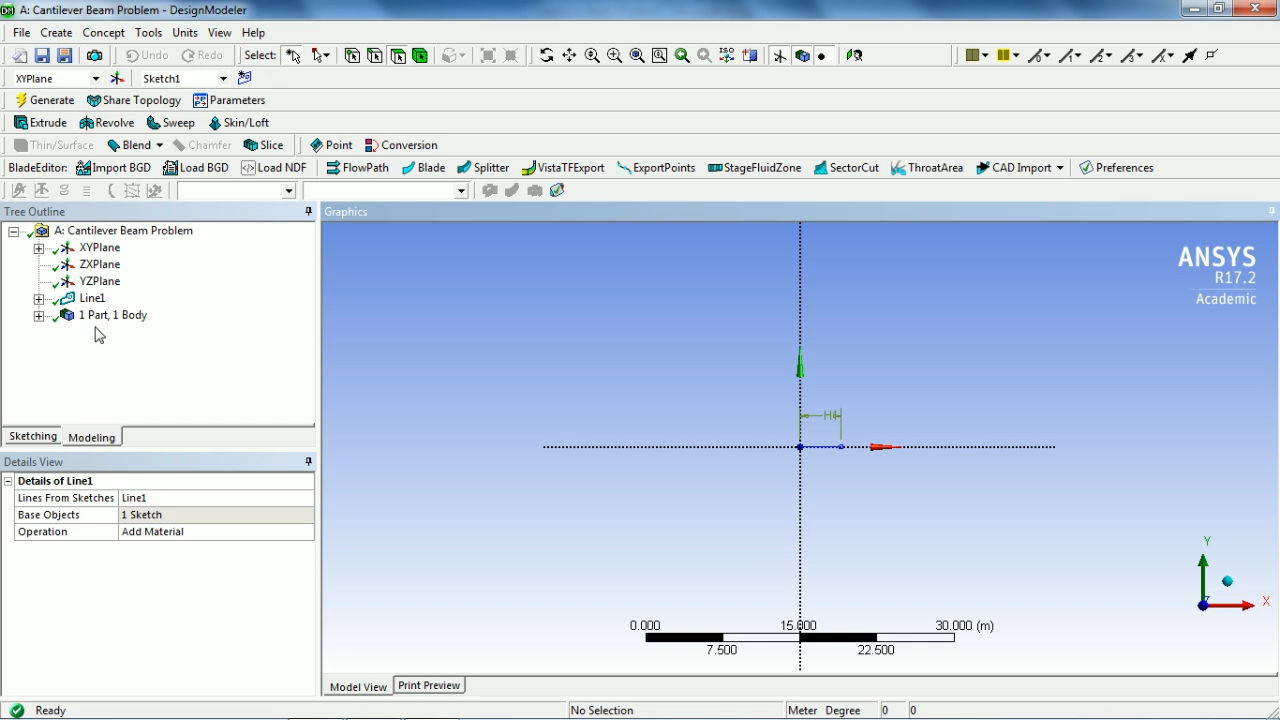 A: Cantilever Beam Problem - DesignModeler
File Create Concept Tools Units View Help
Undo Redo Select:
XYPlane Sketch1
Generate Share Topology Parameters
Extrude Revolve Sweep Skin/Loft
Thin/Surface Blend Chamfer Slice Point Conversion
BladeEditor: Import BGD Load BGD Load NDF FlowPath Blade Splitter VistaTFExport ExportPoints StageFluidZone SectorCut ThroatArea CAD Import Preferences
Tree Outline
A: Cantilever Beam Problem
XYPlane
ZXPlane
YZPlane
Line1
1 Part, 1 Body
Sketching Modeling
Details View
Details of Line1
Lines From Sketches Line1
Base Objects 1 Sketch
Operation Add Material
Graphics
ANSYS
R17.2
Academic
Y
X
0.000 15.000 30.000 (m)
7.500 22.500
Model View Print Preview
Ready No Selection Meter Degree 0 0